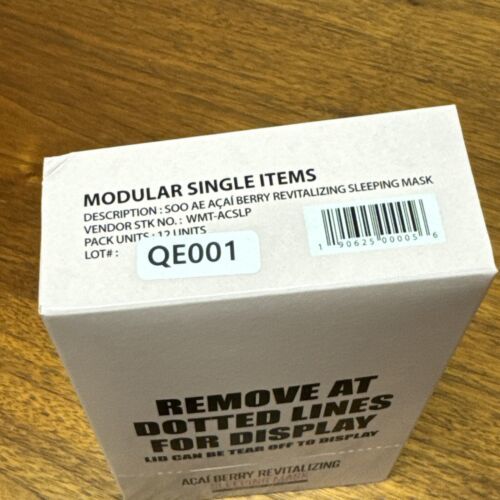 MODULAR SINGLE ITEMS
DESCRIPTION : SOO AE AÇAÍ BERRY REVITALIZING SLEEPING MASK
VENDOR STK NO. : WMT-ACSLP
PACK UNITS : 12 UNITS
LOT# : QE001
1 90625 00005 6
REMOVE AT
DOTTED LINES
FOR DISPLAY
LID CAN BE TEAR OFF TO DISPLAY
AÇAÍ BERRY REVITALIZING
SLEEPING MASK